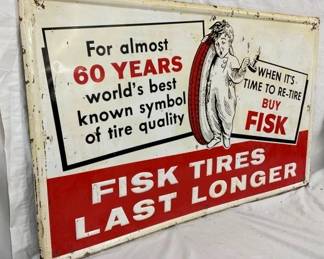 For almost
60 YEARS
world's best
known symbol
of tire quality
WHEN IT'S
TIME TO RE-TIRE
BUY
FISK
FISK TIRES
LAST LONGER